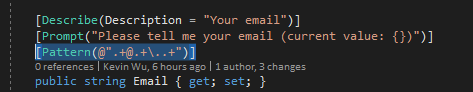 [Describe(Description = "Your email")]
[Prompt("Please tell me your email (current value: {})")]
[Pattern(@".+@.+\..+")]
0 references | Kevin Wu, 6 hours ago | 1 author, 3 changes
public string Email { get; set; }